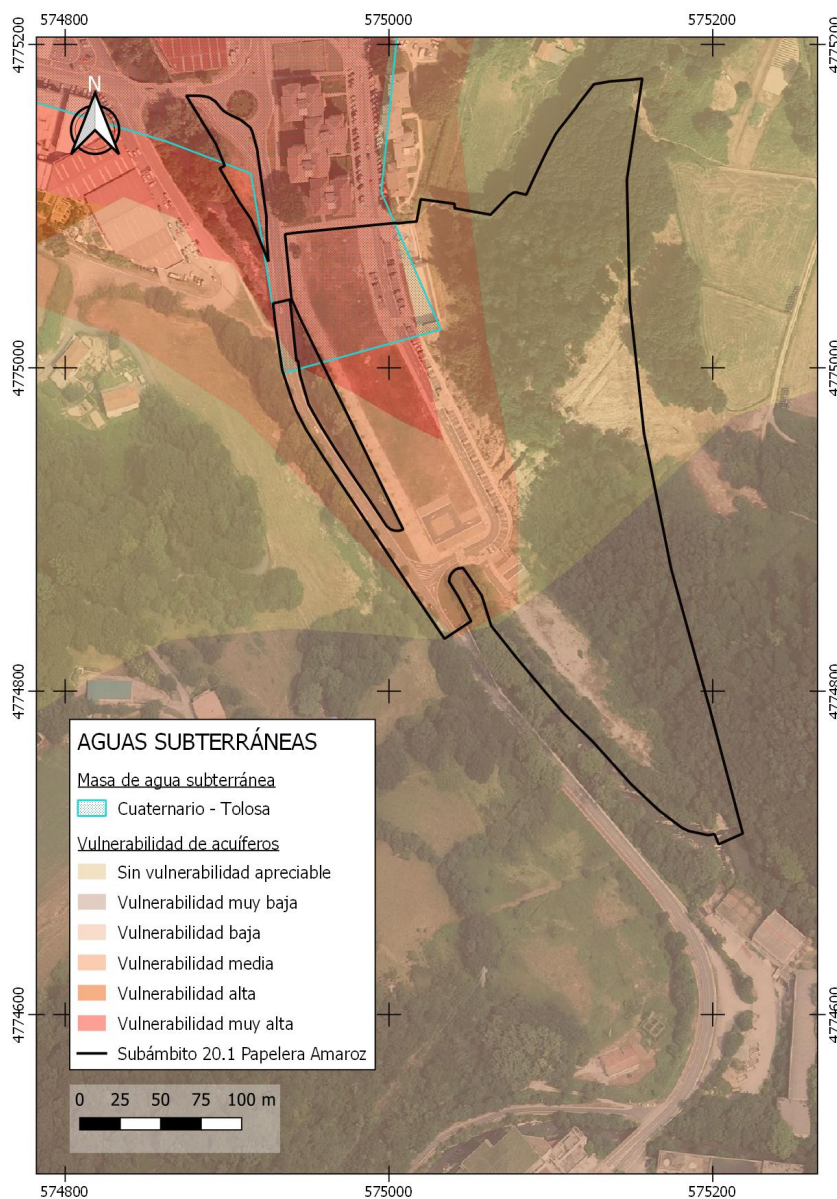 574800 575000 575200
4775200 4775200
N
4775000 4775000
4774800 4774800
AGUAS SUBTERRÁNEAS
Masa de agua subterránea
Cuaternario - Tolosa
Vulnerabilidad de acuíferos
Sin vulnerabilidad apreciable
Vulnerabilidad muy baja
Vulnerabilidad baja
Vulnerabilidad media
Vulnerabilidad alta
Vulnerabilidad muy alta
Subámbito 20.1 Papelera Amaroz
4774600 4774600
0 25 50 75 100 m
574800 575000 575200